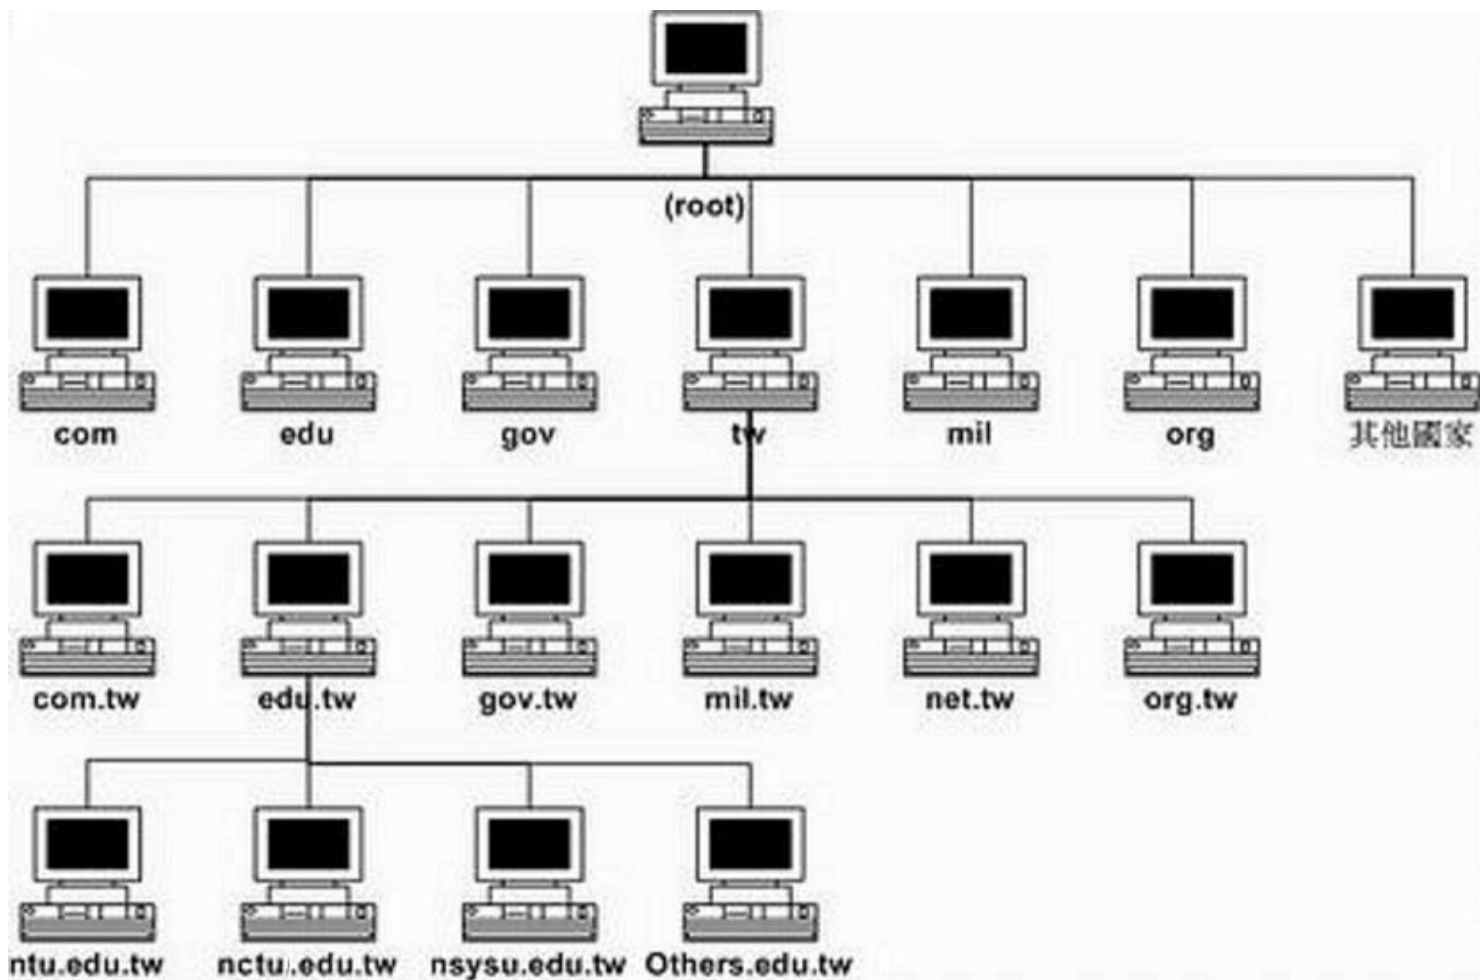 (root)
com edu gov tw mil org 其他國家
com.tw edu.tw gov.tw mil.tw net.tw org.tw
ntu.edu.tw nctu.edu.tw nsysu.edu.tw Others.edu.tw